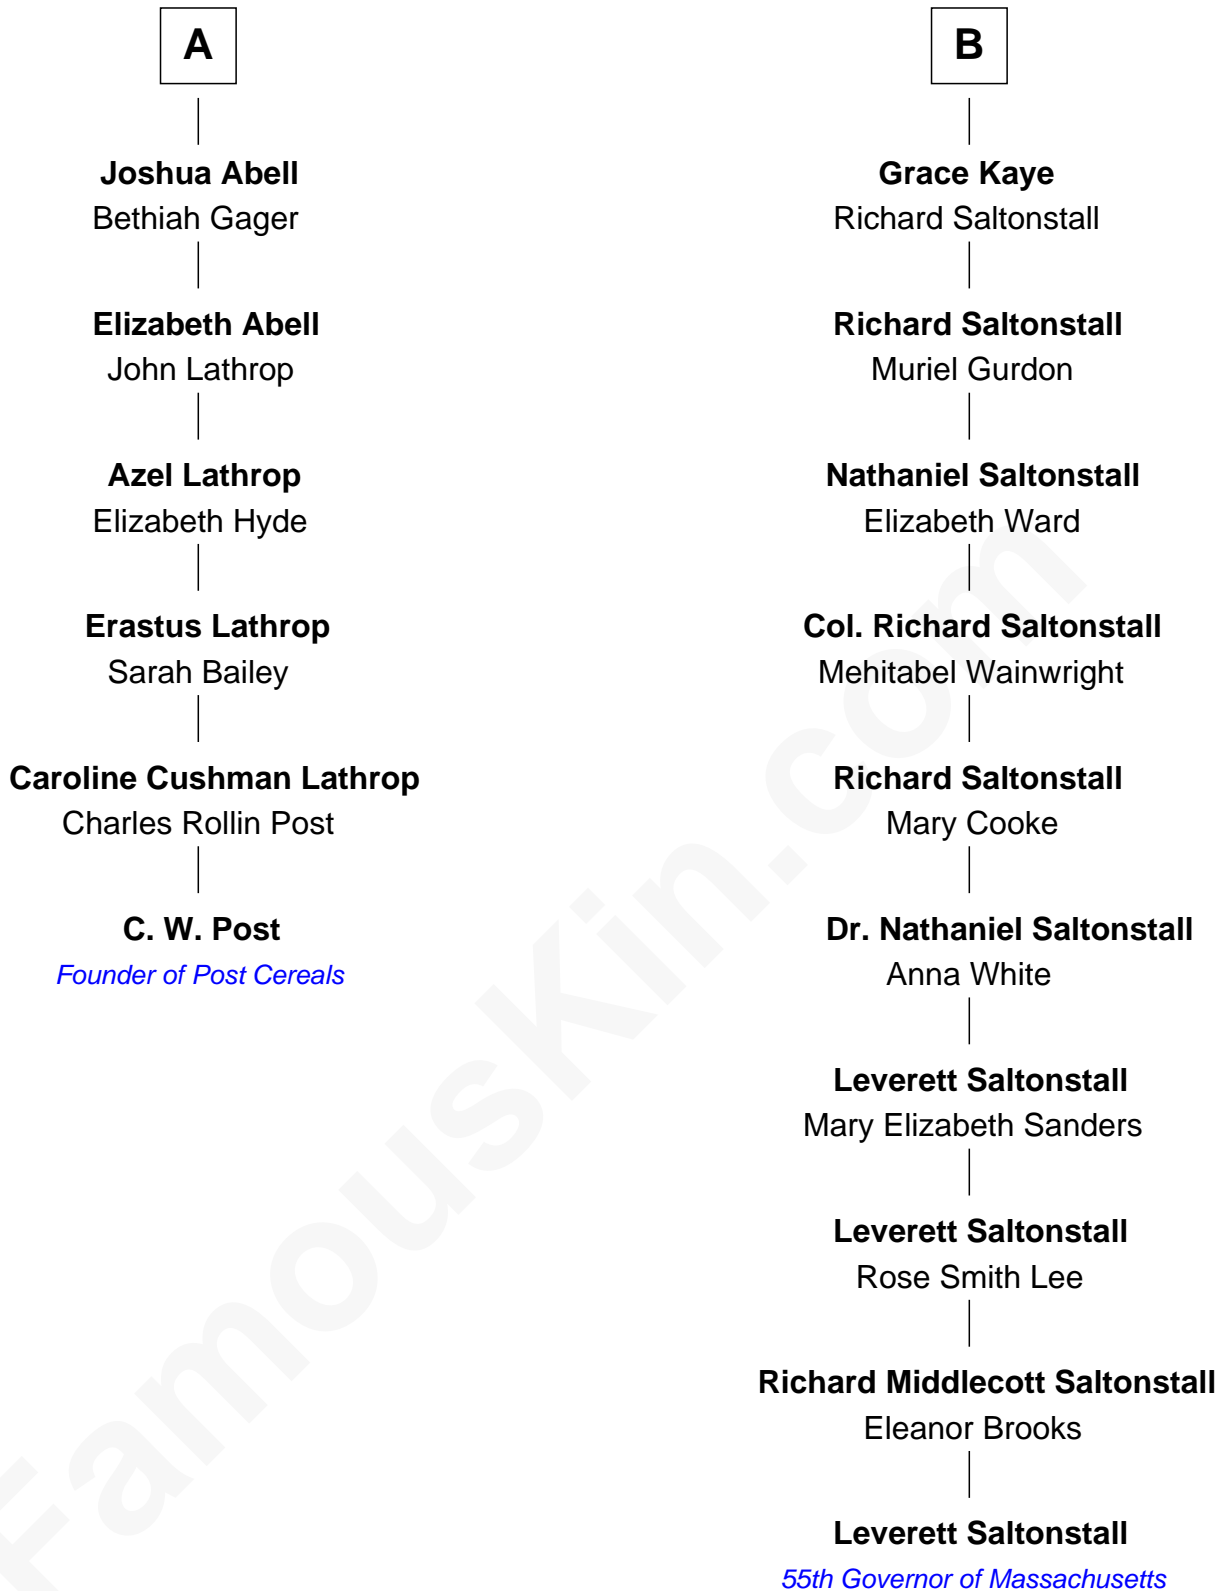 A
Joshua Abell
Bethiah Gager
Elizabeth Abell
John Lathrop
Azel Lathrop
Elizabeth Hyde
Erastus Lathrop
Sarah Bailey
Caroline Cushman Lathrop
Charles Rollin Post
C. W. Post
Founder of Post Cereals
B
Grace Kaye
Richard Saltonstall
Richard Saltonstall
Muriel Gurdon
Nathaniel Saltonstall
Elizabeth Ward
Col. Richard Saltonstall
Mehitabel Wainwright
Richard Saltonstall
Mary Cooke
Dr. Nathaniel Saltonstall
Anna White
Leverett Saltonstall
Mary Elizabeth Sanders
Leverett Saltonstall
Rose Smith Lee
Richard Middlecott Saltonstall
Eleanor Brooks
Leverett Saltonstall
55th Governor of Massachusetts
FamousKin.com